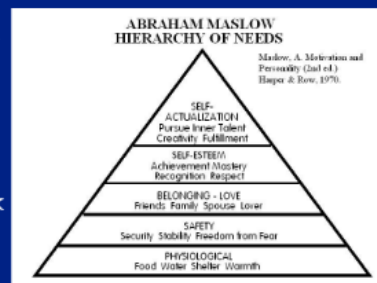 ABRAHAM MASLOW
HIERARCHY OF NEEDS
Maslow, A. Motivation and
Personality (2nd ed.)
Harper & Row, 1970.
SELF-
ACTUALIZATION
Pursue Inner Talent
Creativity Fulfillment
SELF-ESTEEM
Achievement Mastery
Recognition Respect
BELONGING - LOVE
Friends Family Spouse Lover
SAFETY
Security Stability Freedom from Fear
PHYSIOLOGICAL
Food Water Shelter Warmth